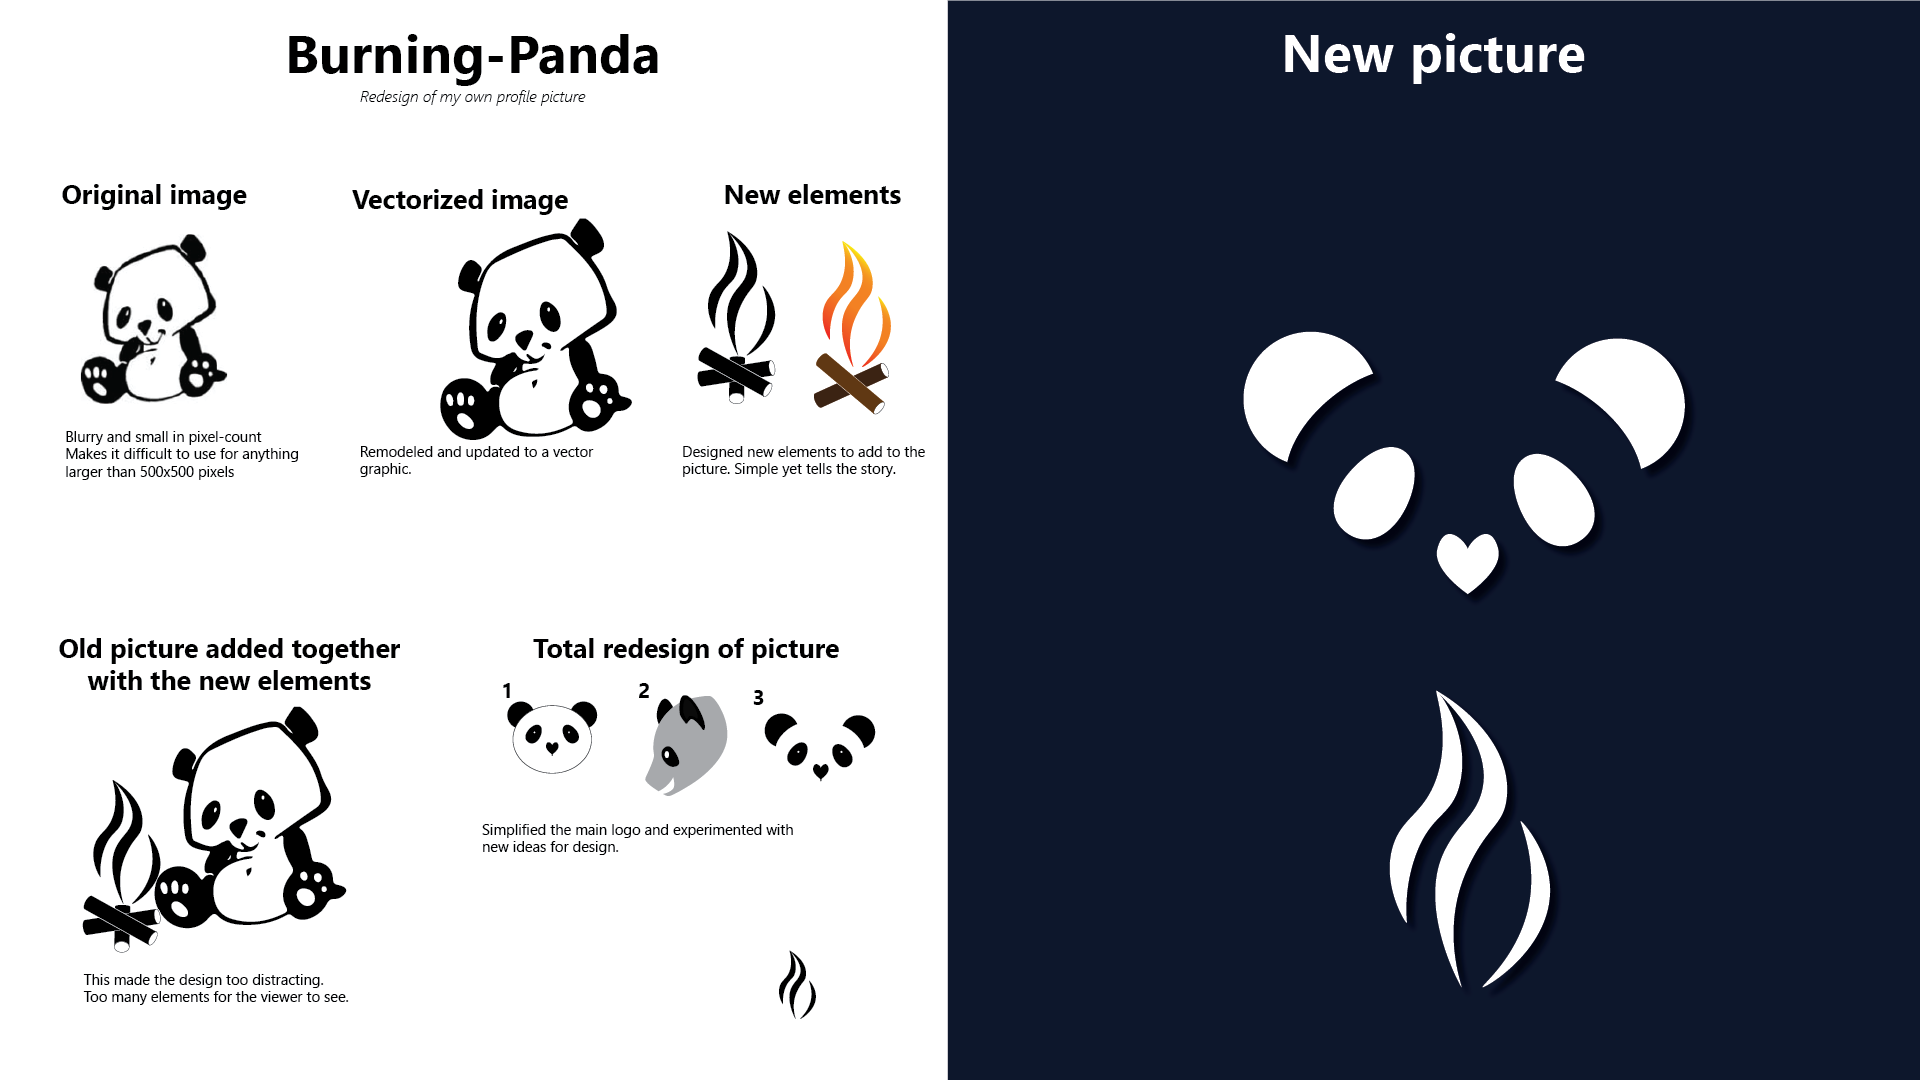 Burning-Panda
Redesign of my own profile picture
Original image
Blurry and small in pixel-count
Makes it difficult to use for anything
larger than 500x500 pixels
Vectorized image
Remodeled and updated to a vector
graphic.
New elements
Designed new elements to add to the
picture. Simple yet tells the story.
Old picture added together
with the new elements
This made the design too distracting.
Too many elements for the viewer to see.
Total redesign of picture
1
2
3
Simplified the main logo and experimented with
new ideas for design.
New picture